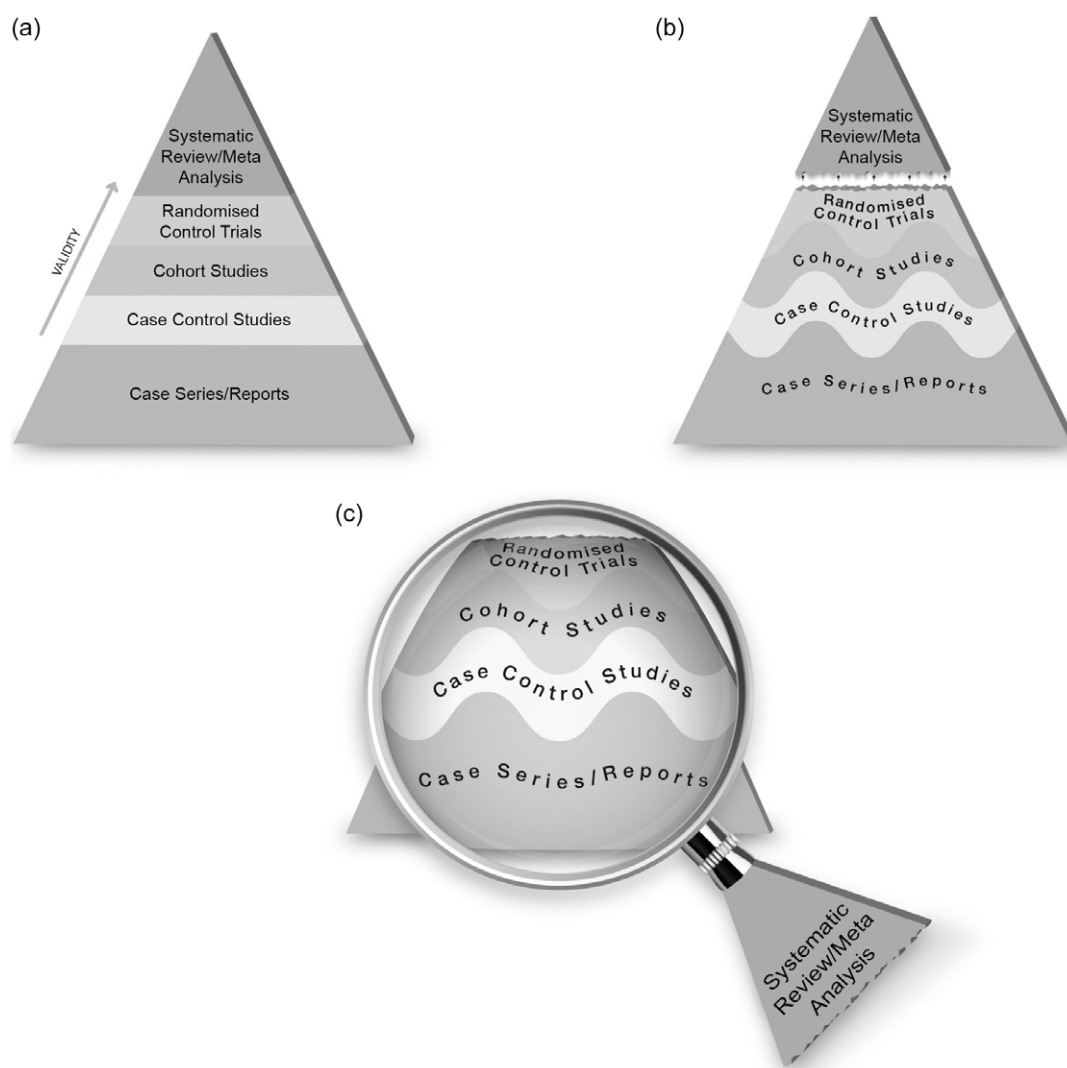 (a)
Systematic
Review/Meta
Analysis
Randomised
Control Trials
Cohort Studies
Case Control Studies
Case Series/Reports
VALIDITY
(b)
Systematic
Review/Meta
Analysis
Randomised
Control Trials
Cohort Studies
Case Control Studies
Case Series/Reports
(c)
Randomised
Control Trials
Cohort Studies
Case Control Studies
Case Series/Reports
Systematic
Review/Meta
Analysis